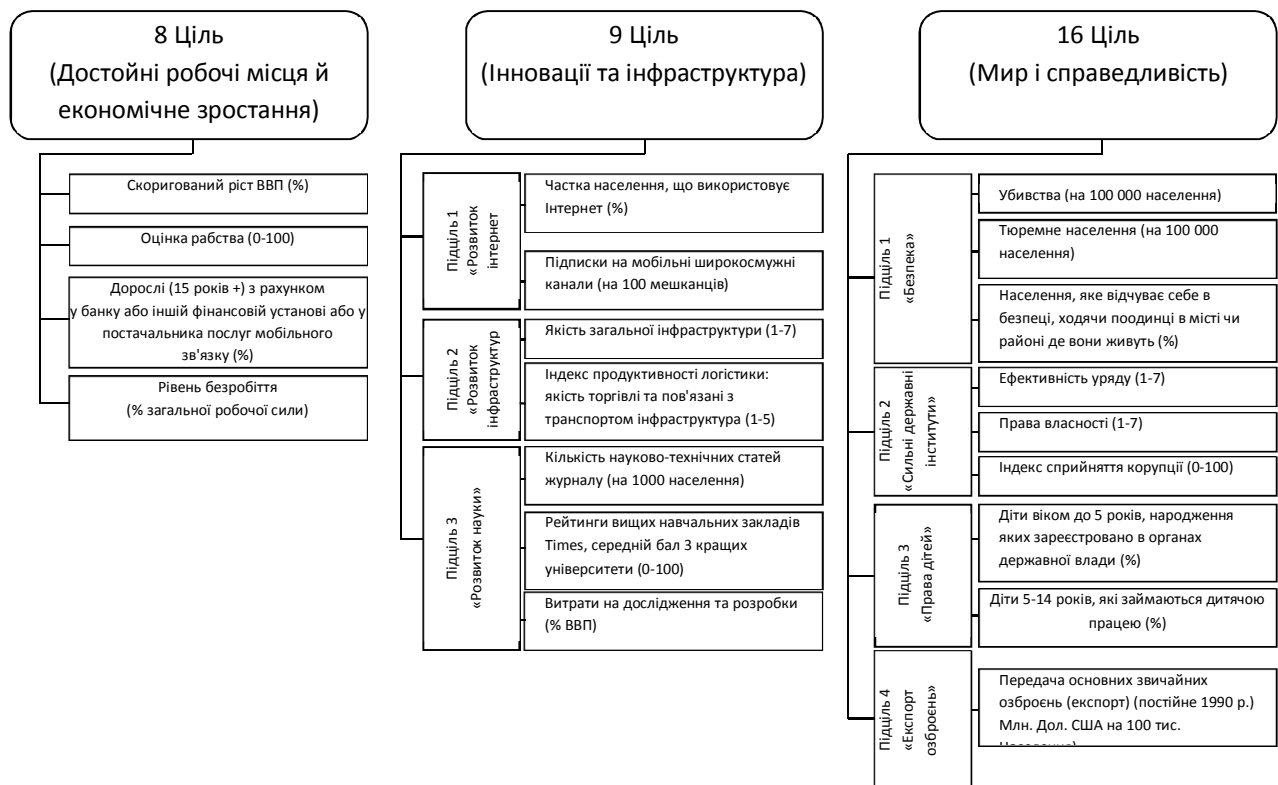 8 Ціль
(Достойні робочі місця й
економічне зростання)
Скоригований ріст ВВП (%)
Оцінка рабства (0-100)
Дорослі (15 років +) з рахунком
у банку або іншій фінансовій установі або у
постачальника послуг мобільного
зв'язку (%)
Рівень безробіття
(% загальної робочої сили)
9 Ціль
(Інновації та інфраструктура)
Підціль 1
«Розвиток
інтернет
Частка населення, що використовує
Інтернет (%)
Підписки на мобільні широкосмужні
канали (на 100 мешканців)
Підціль 2
«Розвиток
інфраструктур
Якість загальної інфраструктури (1-7)
Індекс продуктивності логістики:
якість торгівлі та пов'язані з
транспортом інфраструктура (1-5)
Підціль 3
«Розвиток науки»
Кількість науково-технічних статей
журналу (на 1000 населення)
Рейтинги вищих навчальних закладів
Times, середній бал 3 кращих
університети (0-100)
Витрати на дослідження та розробки
(% ВВП)
16 Ціль
(Мир і справедливість)
Підціль 1
«Безпека»
Убивства (на 100 000 населення)
Тюремне населення (на 100 000
населення)
Населення, яке відчуває себе в
безпеці, ходячи поодинці в місті чи
районі де вони живуть (%)
Підціль 2
«Сильні державні
інститути»
Ефективність уряду (1-7)
Права власності (1-7)
Індекс сприйняття корупції (0-100)
Підціль 3
«Права дітей»
Діти віком до 5 років, народження
яких зареєстровано в органах
державної влади (%)
Діти 5-14 років, які займаються дитячою
працею (%)
Підціль 4
«Експорт
озброєнь»
Передача основних звичайних
озброєнь (експорт) (постійне 1990 р.)
Млн. Дол. США на 100 тис.